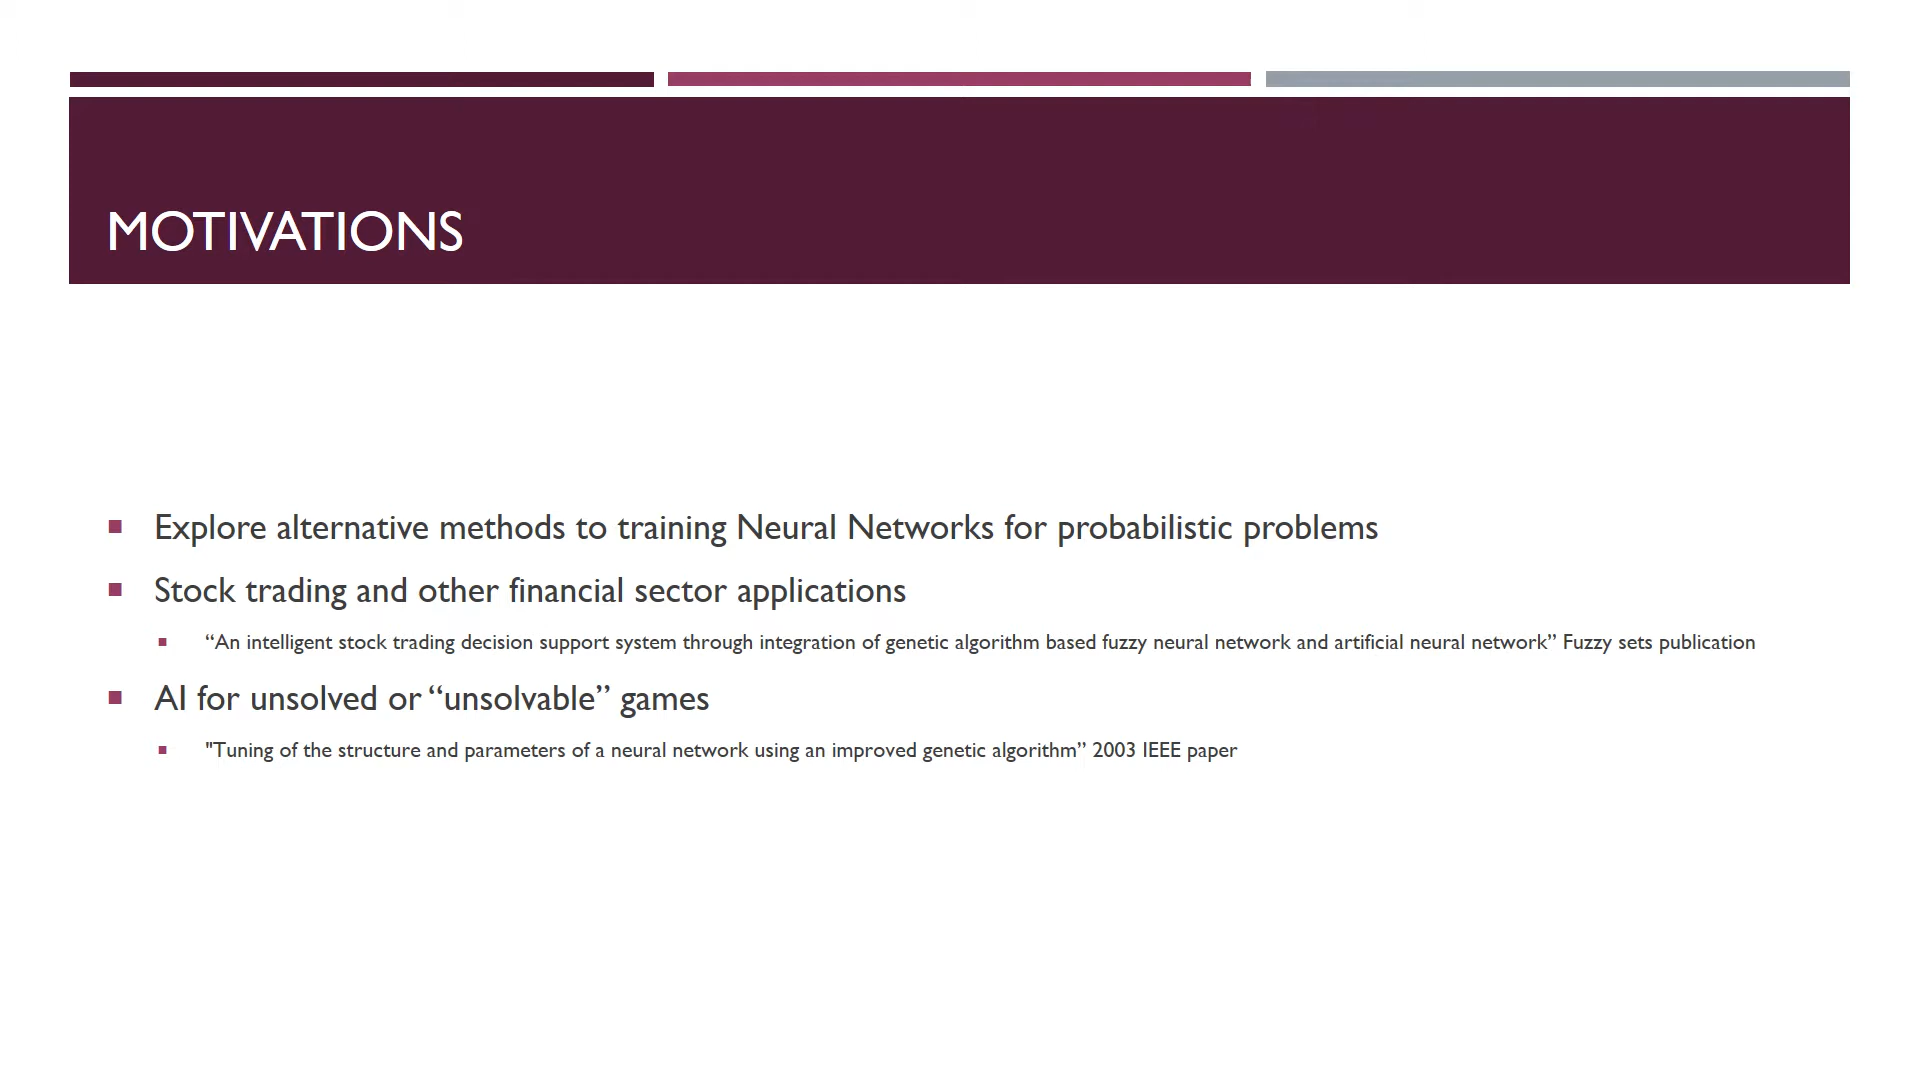 MOTIVATIONS
Explore alternative methods to training Neural Networks for probabilistic problems
Stock trading and other financial sector applications
“An intelligent stock trading decision support system through integration of genetic algorithm based fuzzy neural network and artificial neural network” Fuzzy sets publication
AI for unsolved or “unsolvable” games
"Tuning of the structure and parameters of a neural network using an improved genetic algorithm” 2003 IEEE paper